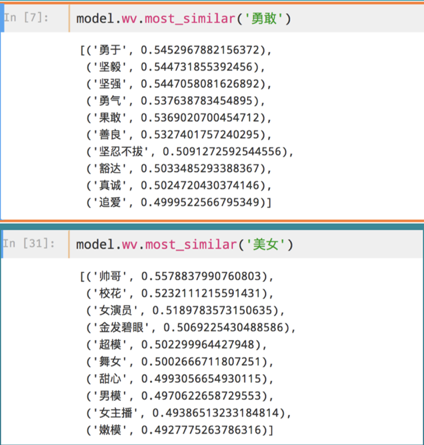 In [7]: model.wv.most_similar('勇敢')
[('勇于', 0.5452967882156372),
('坚毅', 0.544731855392456),
('坚强', 0.5447058081626892),
('勇气', 0.537638783454895),
('果敢', 0.5369020700454712),
('善良', 0.5327401757240295),
('坚忍不拔', 0.5091272592544556),
('豁达', 0.5033485293388367),
('真诚', 0.5024720430374146),
('追爱', 0.4999522566795349)]
In [31]: model.wv.most_similar('美女')
[('帅哥', 0.5578837990760803),
('校花', 0.5232111215591431),
('女演员', 0.5189783573150635),
('金发碧眼', 0.5069225430488586),
('超模', 0.502299964427948),
('舞女', 0.5002666711807251),
('甜心', 0.4993056654930115),
('男模', 0.4970622658729553),
('女主播', 0.49386513233184814),
('嫩模', 0.4927775263786316)]